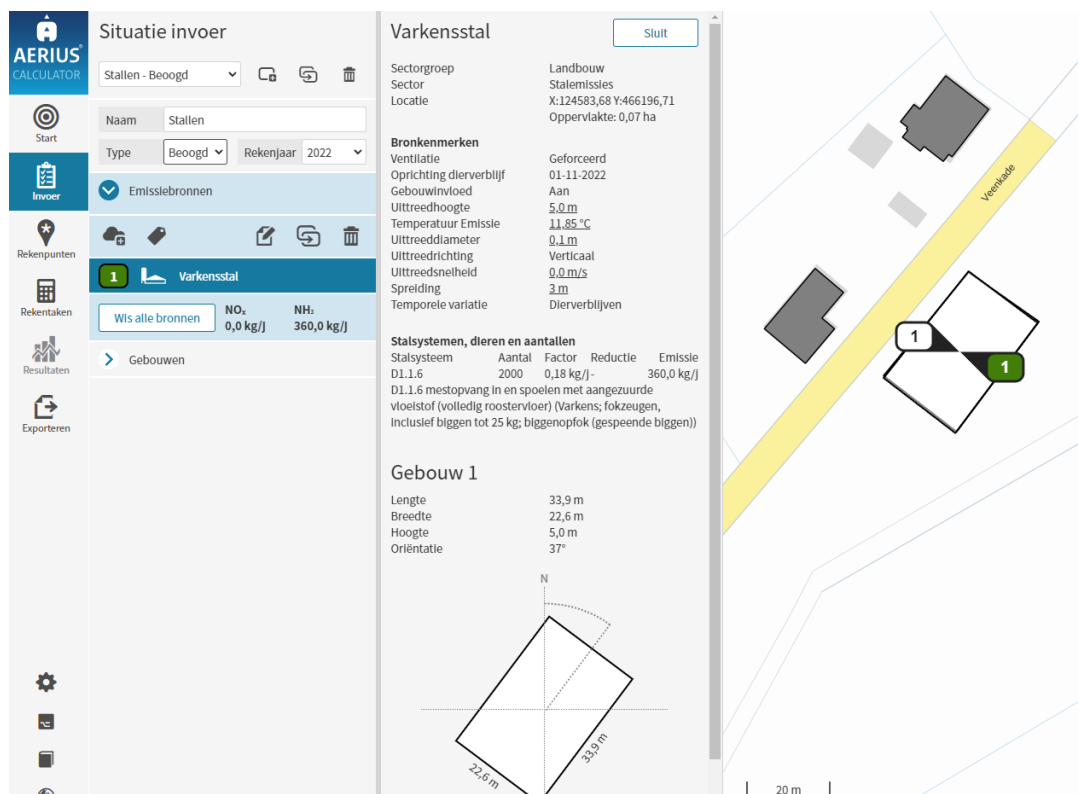 AERIUS®
CALCULATOR
Start
Invoer
Rekenpunten
Rekentaken
Resultaten
Exporteren
Situatie invoer
Stallen - Beoogd
Naam Stallen
Type Beoogd Rekenjaar 2022
Emissiebronnen
1 Varkensstal
Wis alle bronnen
NOₓ NH₃
0,0 kg/j 360,0 kg/j
Gebouwen
Varkensstal Sluit
Sectorgroep Landbouw
Sector Stalemissies
Locatie X:124583,68 Y:466196,71
Oppervlakte: 0,07 ha
Bronkenmerken
Ventilatie Geforceerd
Oprichting dierverblijf 01-11-2022
Gebouwinvloed Aan
Uittreedhoogte 5,0 m
Temperatuur Emissie 11,85 °C
Uittreeddiameter 0,1 m
Uittreedrichting Verticaal
Uittreedsnelheid 0,0 m/s
Spreiding 3 m
Temporele variatie Dierverblijven
Stalsystemen, dieren en aantallen
Stalsysteem Aantal Factor Reductie Emissie
D1.1.6 2000 0,18 kg/j - 360,0 kg/j
D1.1.6 mestopvang in en spoelen met aangezuurde
vloeistof (volledig roostervloer) (Varkens; fokzeugen,
inclusief biggen tot 25 kg; biggenopfok (gespeende biggen))
Gebouw 1
Lengte 33,9 m
Breedte 22,6 m
Hoogte 5,0 m
Oriëntatie 37°
N
22,6 m
33,9 m
Veenkade
1
1
20 m